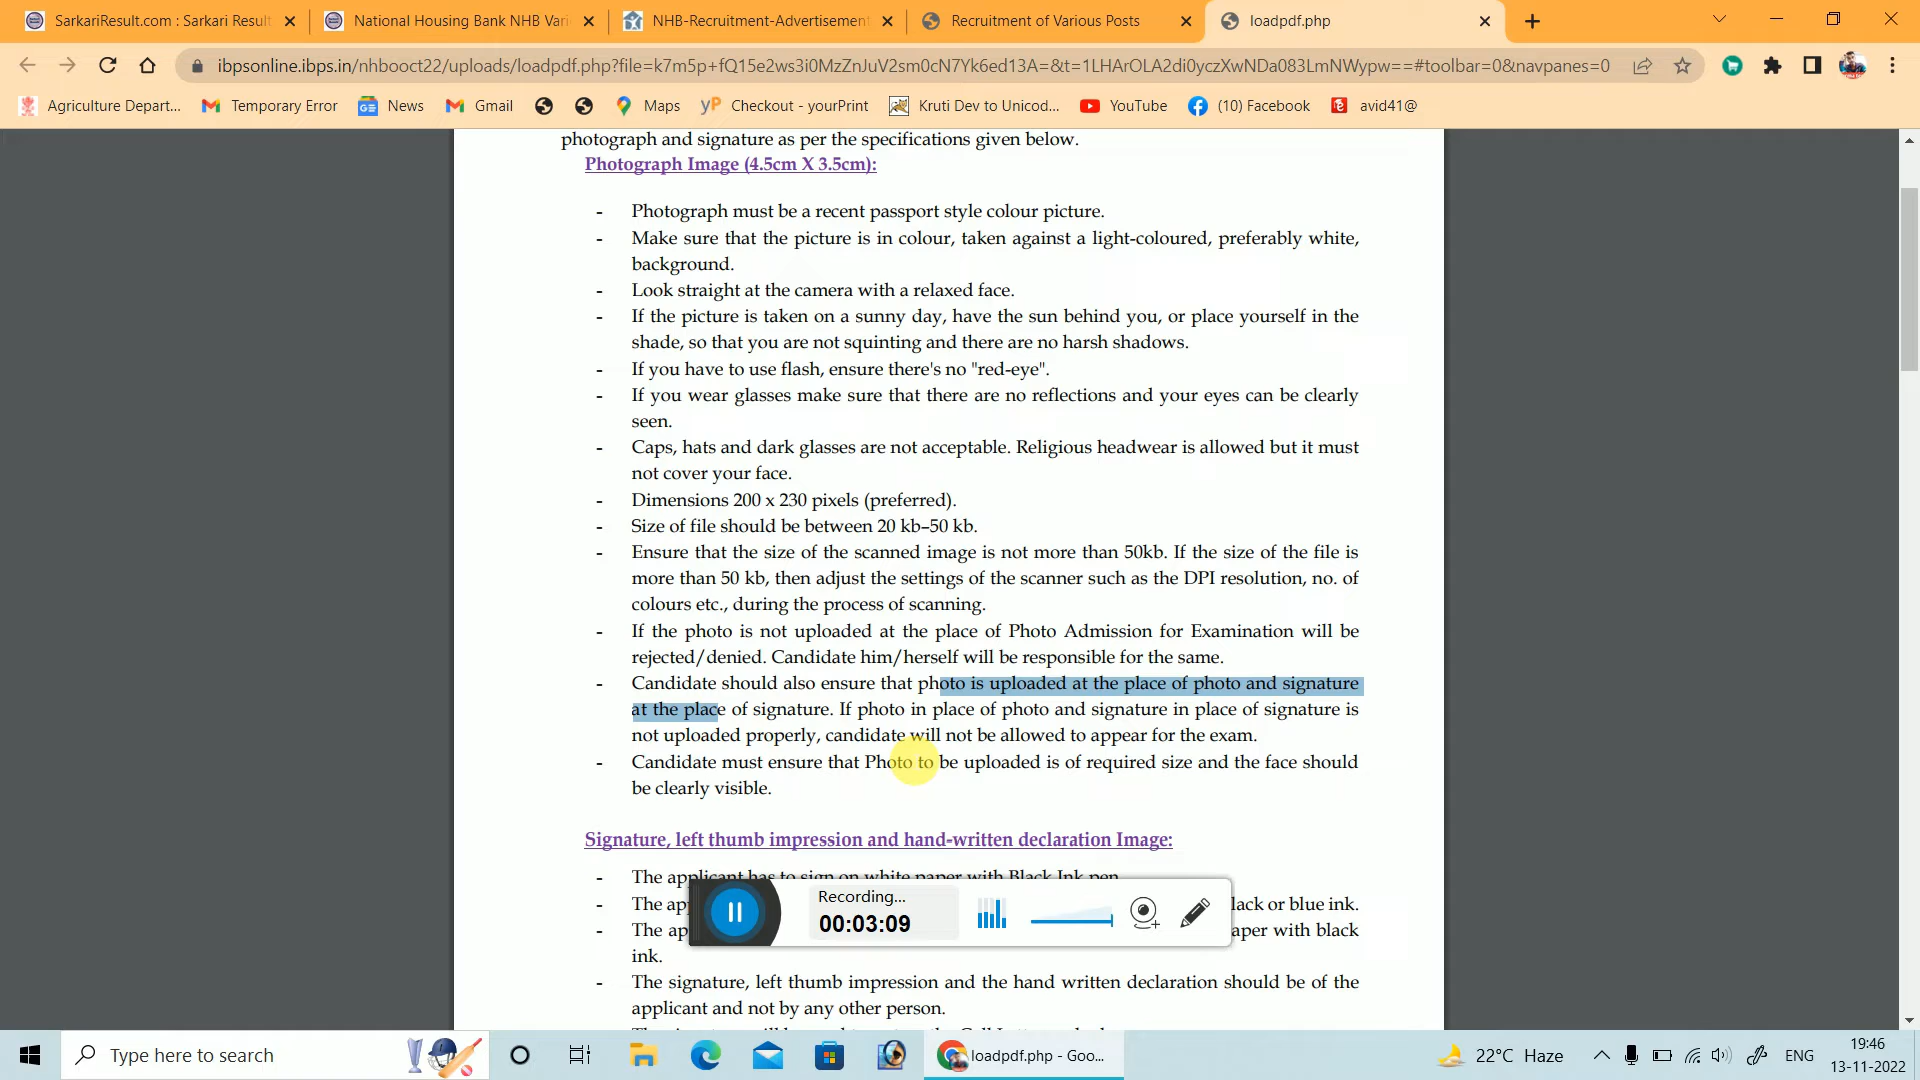 SarkariResult.com : Sarkari Result
National Housing Bank NHB Vari
NHB-Recruitment-Advertisement
Recruitment of Various Posts
loadpdf.php
ibpsonline.ibps.in/nhbooct22/uploads/loadpdf.php?file=k7m5p+fQ15e2ws3i0MzZnJuV2sm0cN7Yk6ed13A=&t=1LHArOLA2di0yczXwNDa083LmNWypw==#toolbar=0&navpanes=0
Agriculture Depart...
Temporary Error
News
Gmail
Maps
Checkout - yourPrint
Kruti Dev to Unicod...
YouTube
(10) Facebook
avid41@
photograph and signature as per the specifications given below.
Photograph Image (4.5cm X 3.5cm):
- Photograph must be a recent passport style colour picture.
- Make sure that the picture is in colour, taken against a light-coloured, preferably white,
background.
- Look straight at the camera with a relaxed face.
- If the picture is taken on a sunny day, have the sun behind you, or place yourself in the
shade, so that you are not squinting and there are no harsh shadows.
- If you have to use flash, ensure there's no "red-eye".
- If you wear glasses make sure that there are no reflections and your eyes can be clearly
seen.
- Caps, hats and dark glasses are not acceptable. Religious headwear is allowed but it must
not cover your face.
- Dimensions 200 x 230 pixels (preferred).
- Size of file should be between 20 kb–50 kb.
- Ensure that the size of the scanned image is not more than 50kb. If the size of the file is
more than 50 kb, then adjust the settings of the scanner such as the DPI resolution, no. of
colours etc., during the process of scanning.
- If the photo is not uploaded at the place of Photo Admission for Examination will be
rejected/denied. Candidate him/herself will be responsible for the same.
- Candidate should also ensure that photo is uploaded at the place of photo and signature
at the place of signature. If photo in place of photo and signature in place of signature is
not uploaded properly, candidate will not be allowed to appear for the exam.
- Candidate must ensure that Photo to be uploaded is of required size and the face should
be clearly visible.
Signature, left thumb impression and hand-written declaration Image:
- The applicant has to sign on white paper with Black Ink pen.
- The ap lack or blue ink.
- The ap aper with black
ink.
- The signature, left thumb impression and the hand written declaration should be of the
applicant and not by any other person.
Recording...
00:03:09
Type here to search
loadpdf.php - Goo...
22°C Haze
ENG
19:46
13-11-2022